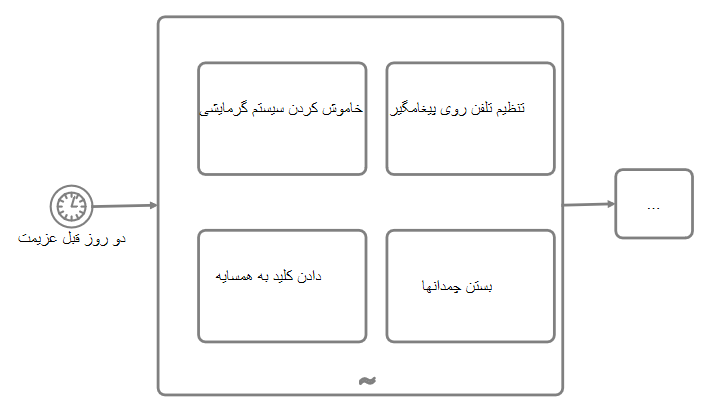 تنظیم تلفن روی پیغامگیر
خاموش کردن سیستم گرمایشی
...
دو روز قبل عزیمت
بستن چمدانها
دادن کلید به همسایه
~